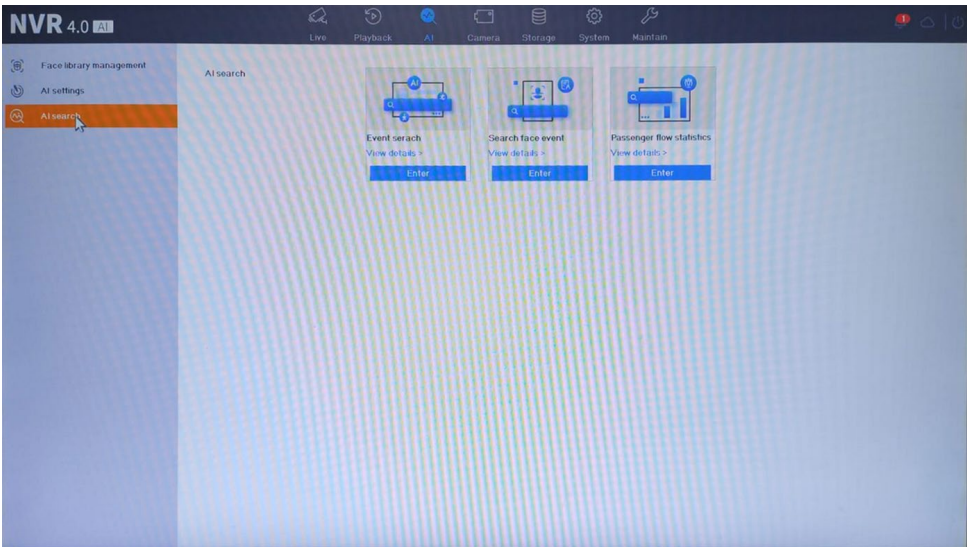 NVR 4.0 AI
Live
Playback
AI
Camera
Storage
System
Maintain
1
Face library management
AI settings
AI search
AI search
AI
Event serach
View details >
Enter
Search face event
View details >
Enter
Passenger flow statistics
View details >
Enter